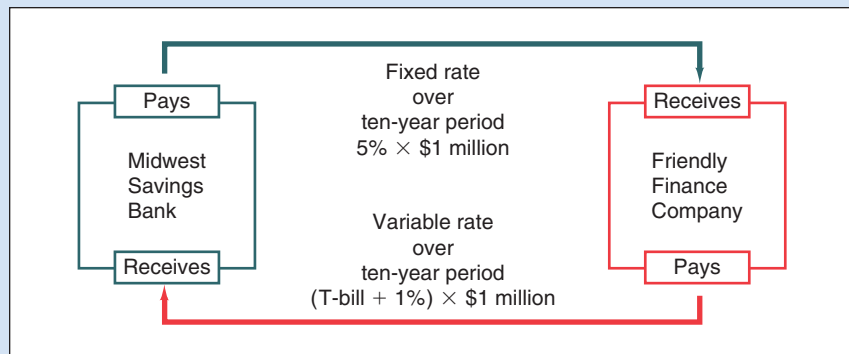 Pays
Fixed rate
over
ten-year period
5% × $1 million
Receives
Midwest
Savings
Bank
Friendly
Finance
Company
Receives
Variable rate
over
ten-year period
(T-bill + 1%) × $1 million
Pays